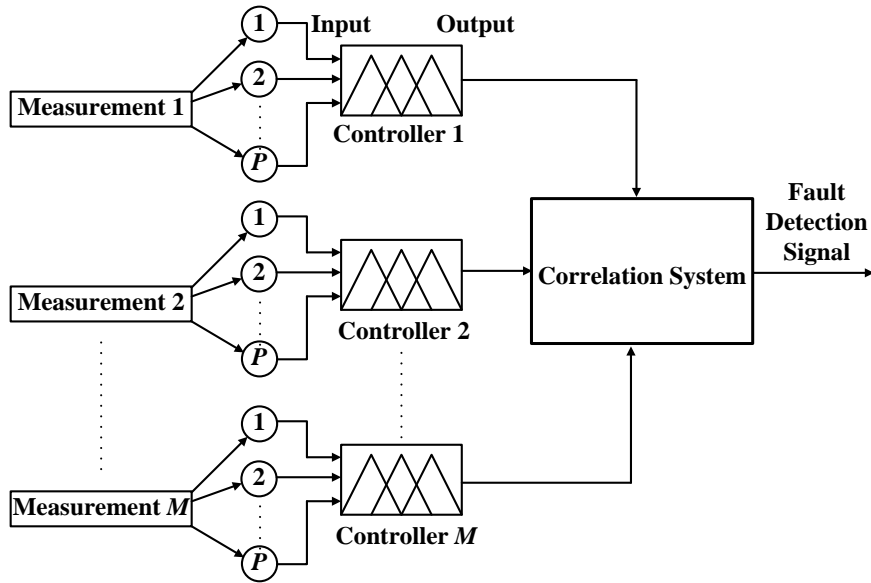 1
Input
Output
2
Measurement 1
Controller 1
P
Fault
Detection
Signal
1
2
Correlation System
Measurement 2
Controller 2
P
1
2
Measurement M
Controller M
P